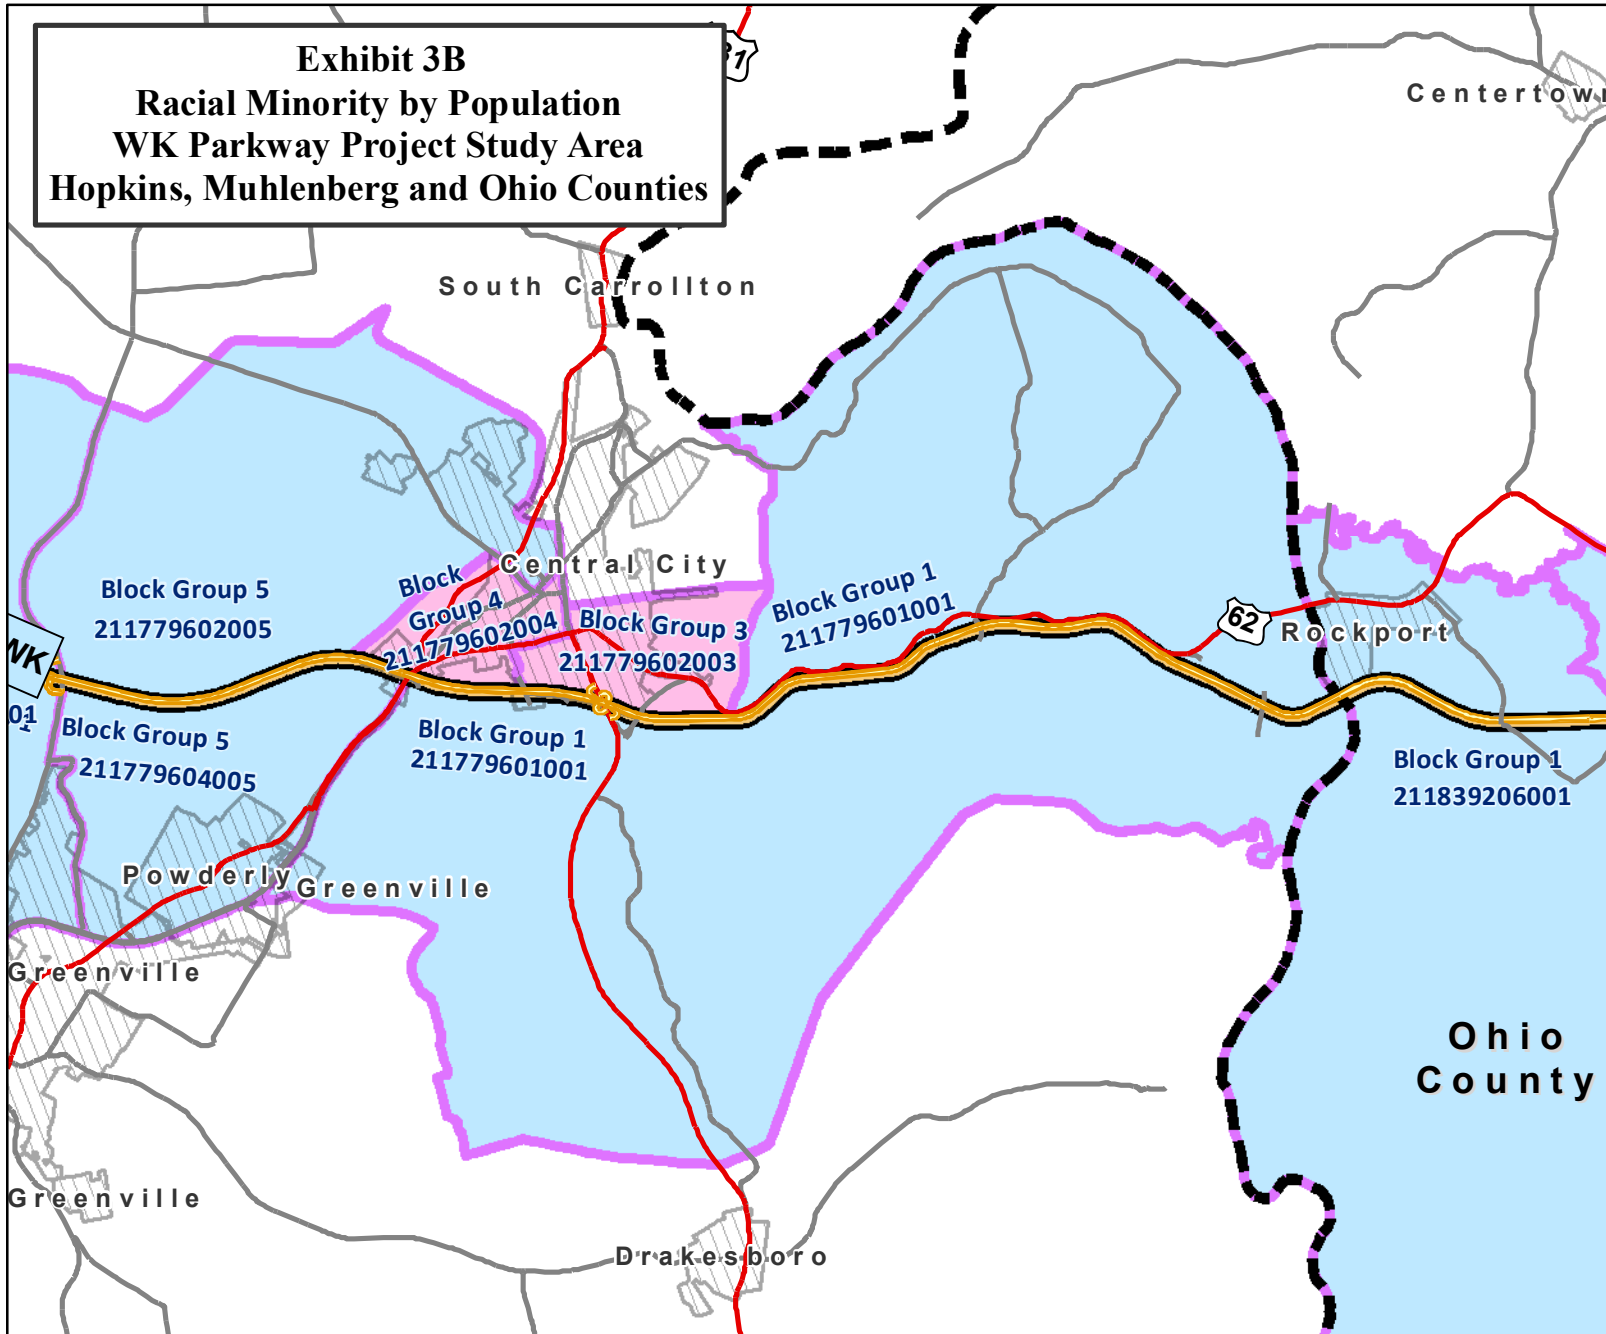 Exhibit 3B
Racial Minority by Population
WK Parkway Project Study Area
Hopkins, Muhlenberg and Ohio Counties
Centertown
South Carrollton
Central City
Block Group 5
211779602005
Block
Group 4
211779602004
Block Group 3
211779602003
Block Group 1
211779601001
62
Rockport
WK
01
1
Block Group 5
211779604005
Block Group 1
211779601001
Block Group 1
211839206001
Powderly
Greenville
Greenville
Ohio
County
Greenville
Drakesboro